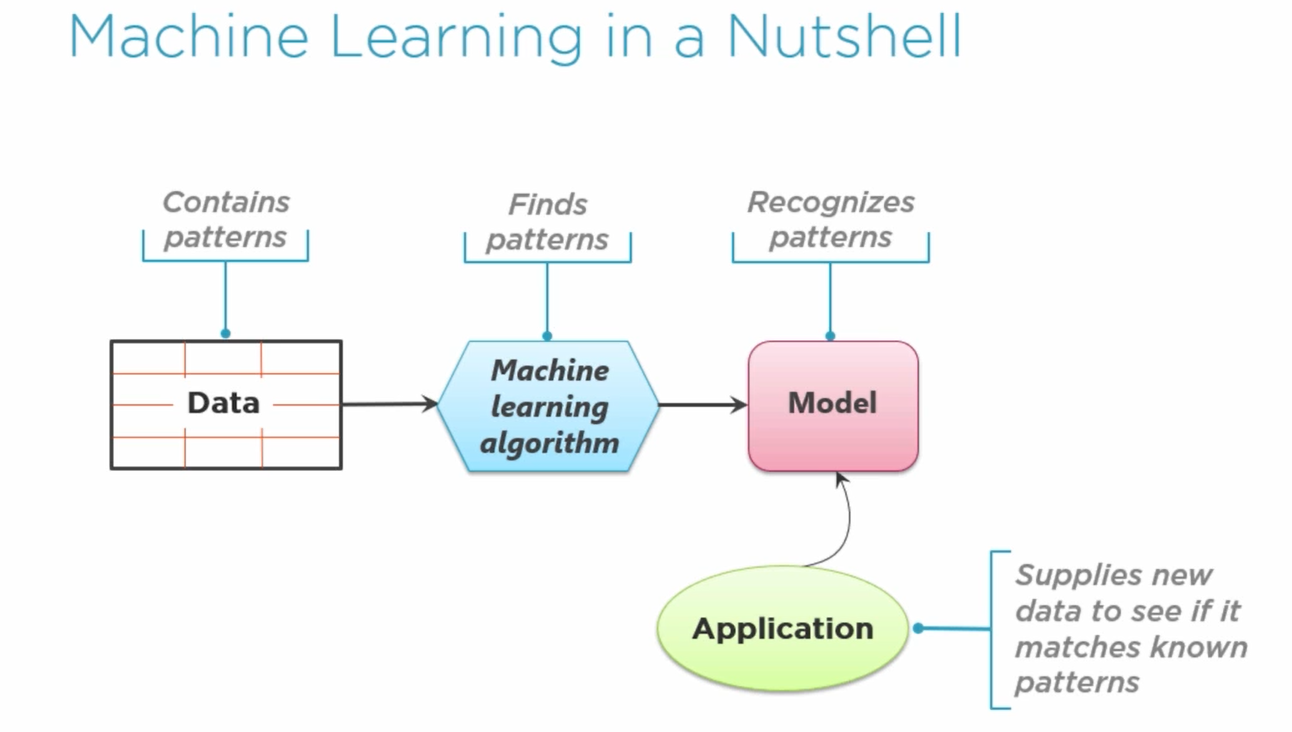 Machine Learning in a Nutshell
Contains
patterns
Finds
patterns
Recognizes
patterns
Data
Machine
learning
algorithm
Model
Application
Supplies new
data to see if it
matches known
patterns